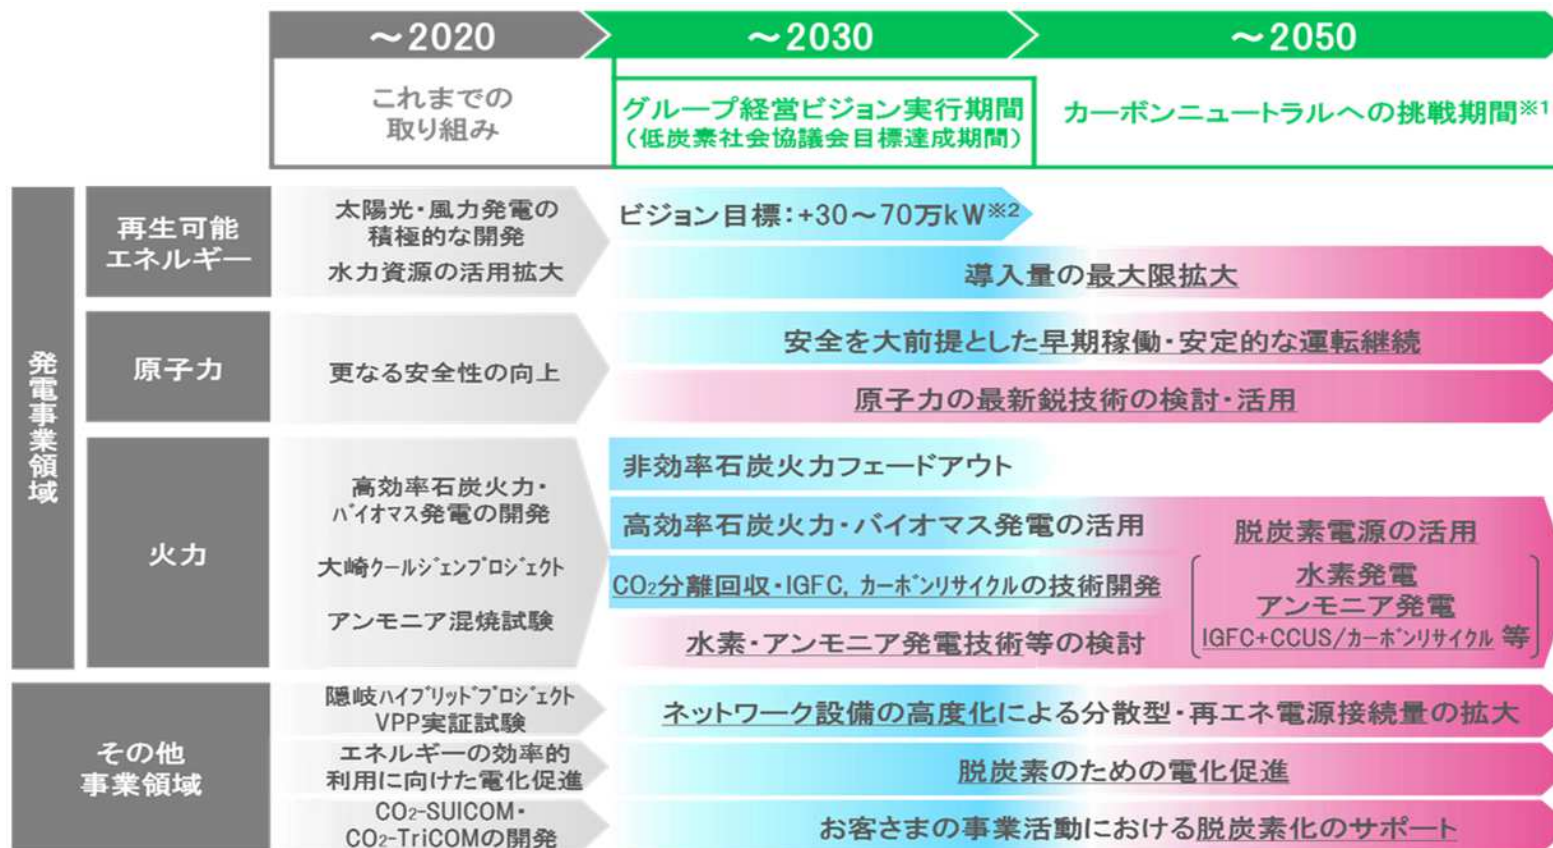 ～2020
～2030
～2050
これまでの
取り組み
グループ経営ビジョン実行期間
（低炭素社会協議会目標達成期間）
カーボンニュートラルへの挑戦期間※1
発電事業領域
再生可能
エネルギー
太陽光・風力発電の
積極的な開発
水力資源の活用拡大
ビジョン目標：+30～70万kW※2
導入量の最大限拡大
原子力
更なる安全性の向上
安全を大前提とした早期稼働・安定的な運転継続
原子力の最新鋭技術の検討・活用
火力
高効率石炭火力・
ﾊﾞイオマス発電の開発
大崎ｸｰﾙｼﾞｪﾝﾌﾟﾛｼﾞｪｸﾄ
アンモニア混焼試験
非効率石炭火力フェードアウト
高効率石炭火力・バイオマス発電の活用
CO₂分離回収・IGFC, ｶｰﾎﾞﾝﾘｻｲｸﾙの技術開発
水素・アンモニア発電技術等の検討
脱炭素電源の活用
水素発電
アンモニア発電
IGFC+CCUS/ｶｰﾎﾞﾝﾘｻｲｸﾙ 等
その他
事業領域
隠岐ﾊｲﾌﾞﾘｯﾄﾞﾌﾟﾛｼﾞｪｸﾄ
VPP実証試験
ネットワーク設備の高度化による分散型・再エネ電源接続量の拡大
エネルギーの効率的
利用に向けた電化促進
脱炭素のための電化促進
CO₂-SUICOM・
CO₂-TriCOMの開発
お客さまの事業活動における脱炭素化のサポート